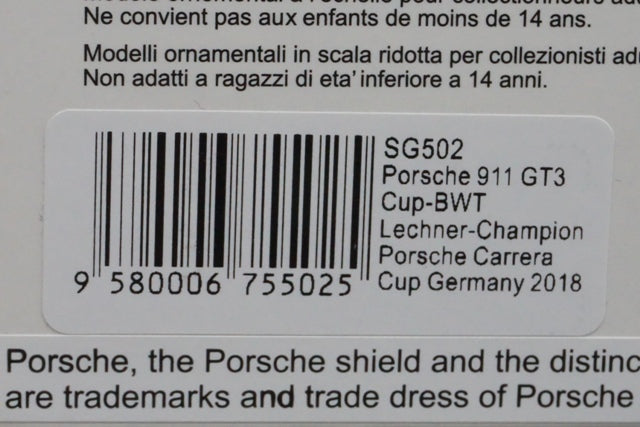 Ne convient pas aux enfants de moins de 14 ans.
Modelli ornamentali in scala ridotta per collezionisti
Non adatti a ragazzi di eta' inferiore a 14 anni.
SG502
Porsche 911 GT3
Cup-BWT
Lechner-Champion
Porsche Carrera
Cup Germany 2018
9 580006 755025
Porsche, the Porsche shield and the distinc
are trademarks and trade dress of Porsche